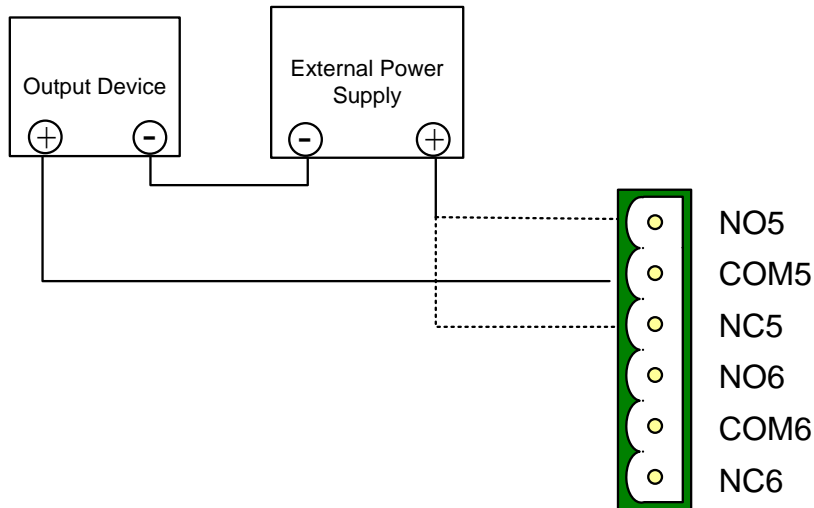 Output Device
External Power
Supply
+
-
-
+
NO5
COM5
NC5
NO6
COM6
NC6